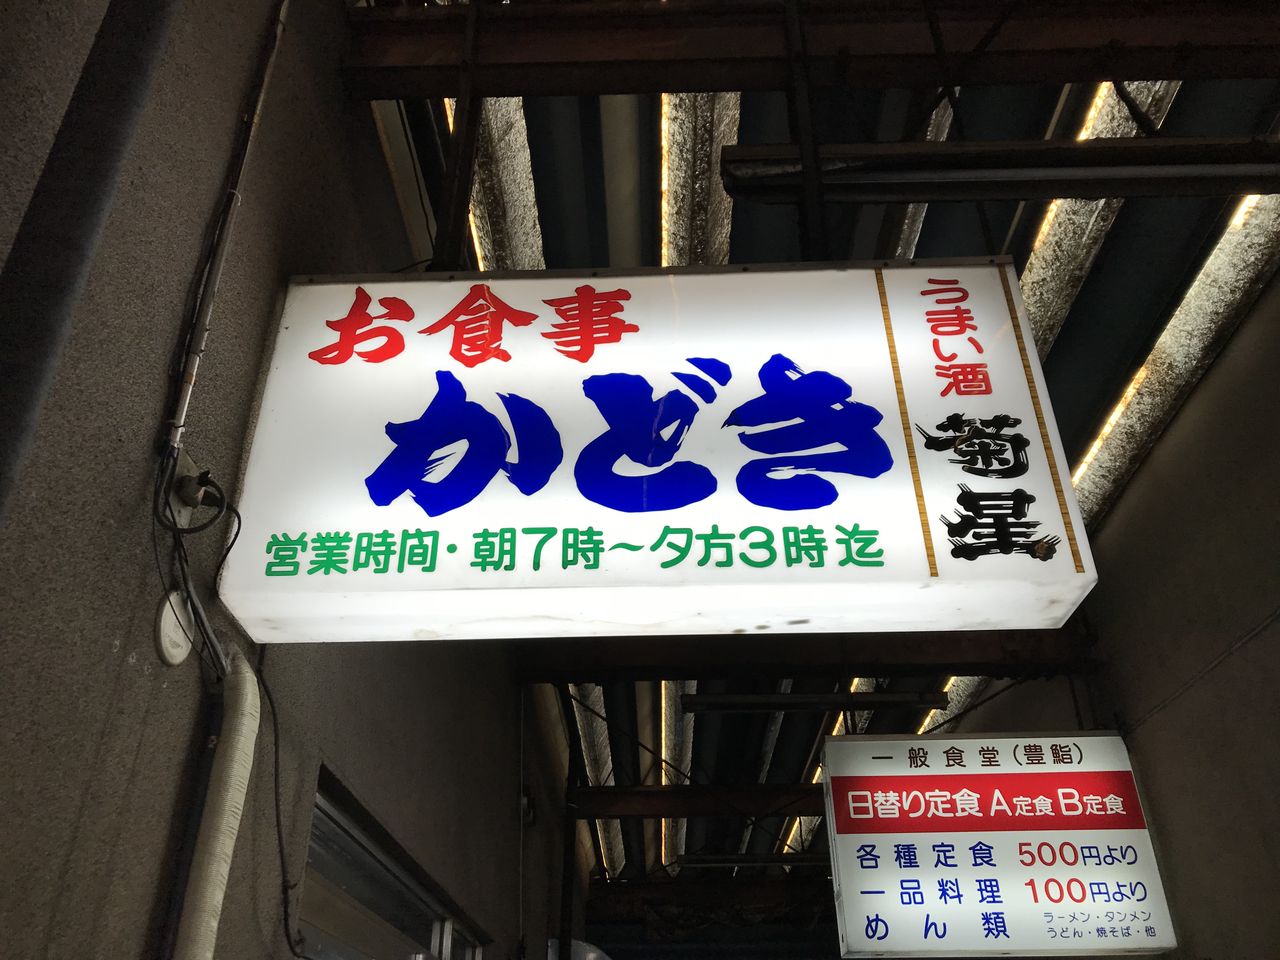 お食事
かどき
営業時間・朝7時〜夕方3時迄
うまい酒
菊星
一般食堂(豊鮨)
日替り定食 A定食 B定食
各種定食 500円より
一品料理 100円より
めん類 ラーメン・タンメン
うどん・焼そば・他